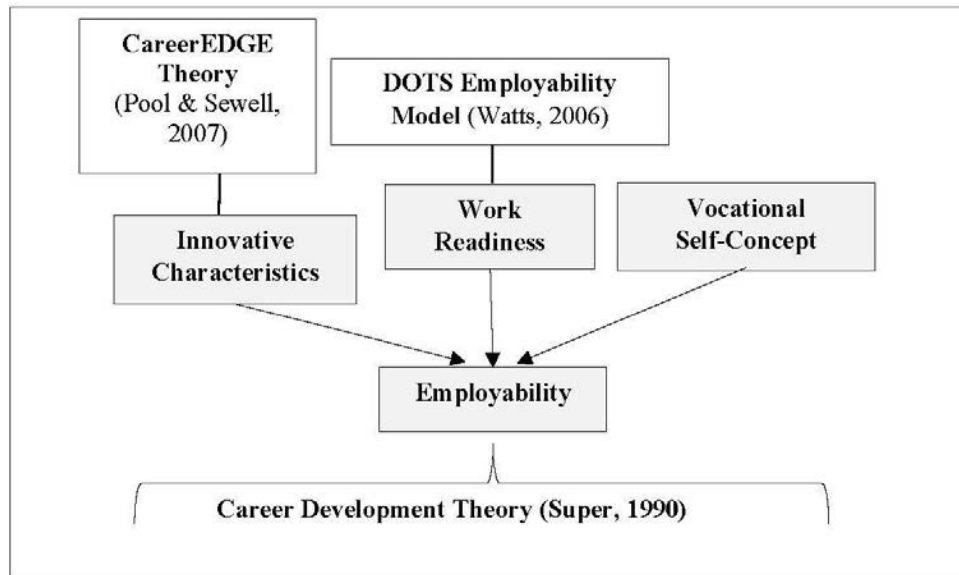 CareerEDGE
Theory
(Pool & Sewell,
2007)
DOTS Employability
Model (Watts, 2006)
Innovative
Characteristics
Work
Readiness
Vocational
Self-Concept
Employability
Career Development Theory (Super, 1990)